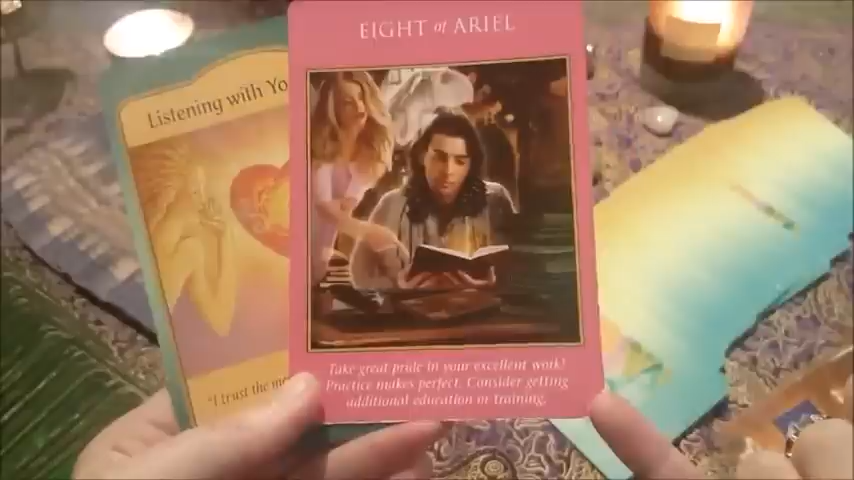 EIGHT of ARIEL
Listening with Yo
Take great pride in your excellent work!
Practice makes perfect. Consider getting
additional education or training.
"I trust the